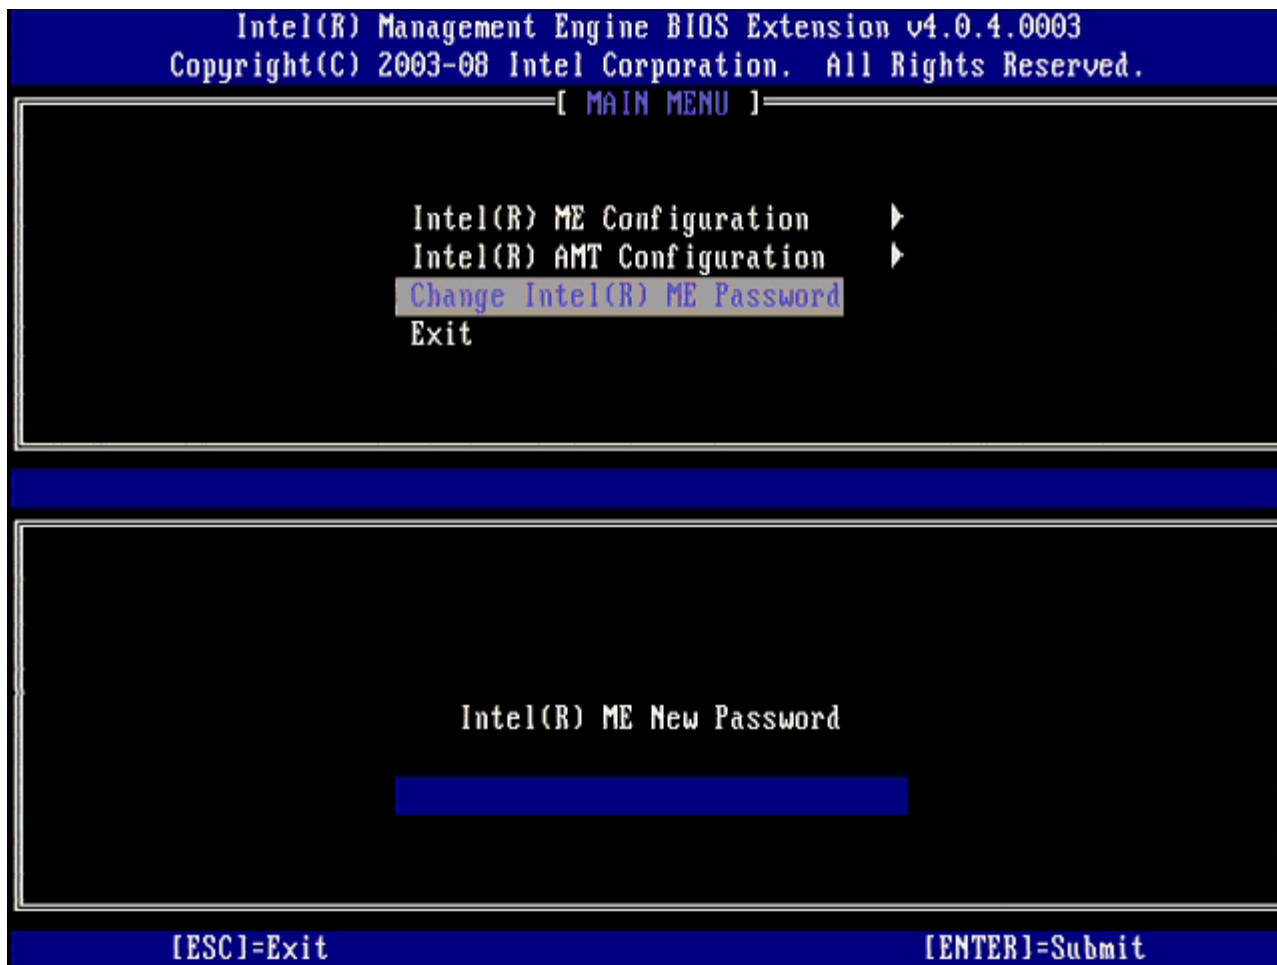 Intel(R) Management Engine BIOS Extension v4.0.4.0003
Copyright(C) 2003-08 Intel Corporation. All Rights Reserved.
[ MAIN MENU ]
Intel(R) ME Configuration
Intel(R) AMT Configuration
Change Intel(R) ME Password
Exit
Intel(R) ME New Password
[ESC]=Exit [ENTER]=Submit